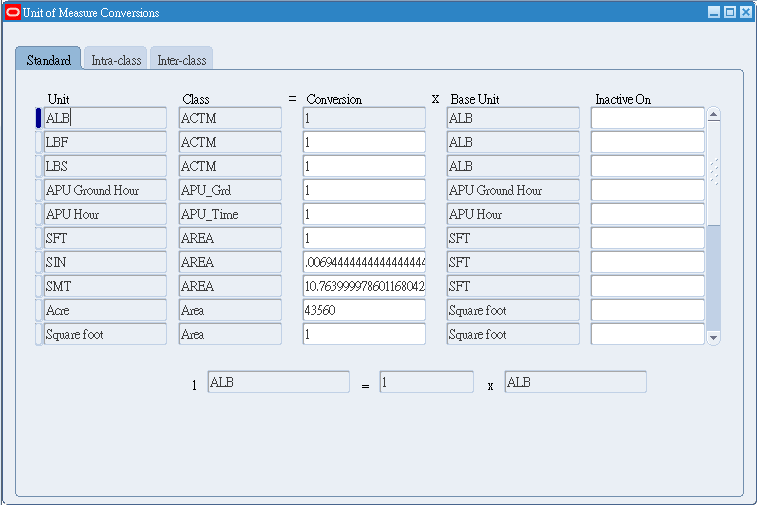 Unit of Measure Conversions
Standard Intra-class Inter-class
Unit Class = Conversion x Base Unit Inactive On
ALB ACTM 1 ALB
LBF ACTM 1 ALB
LBS ACTM 1 ALB
APU Ground Hour APU_Grd 1 APU Ground Hour
APU Hour APU_Time 1 APU Hour
SFT AREA 1 SFT
SIN AREA .00694444444444444444 SFT
SMT AREA 10.763999978601168042 SFT
Acre Area 43560 Square foot
Square foot Area 1 Square foot
1 ALB = 1 x ALB